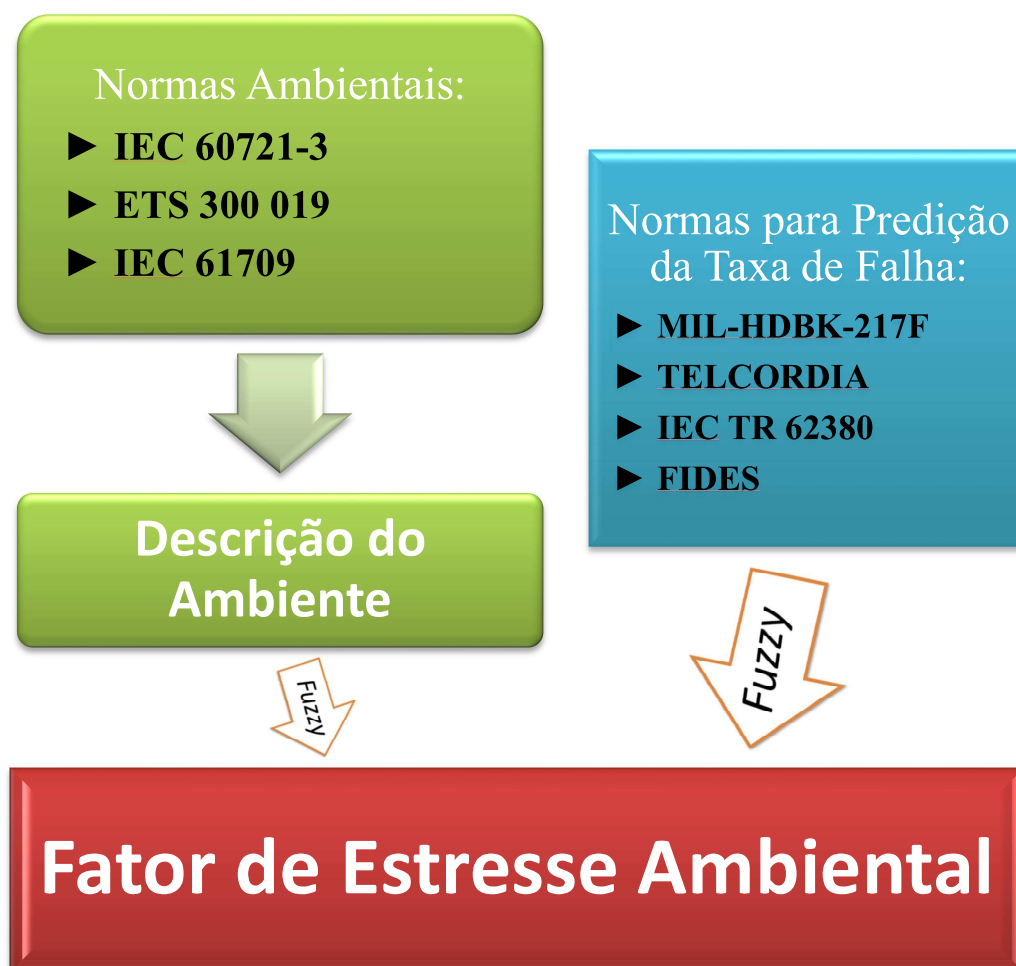 Normas Ambientais:
► IEC 60721-3
► ETS 300 019
► IEC 61709
Normas para Predição
da Taxa de Falha:
► MIL-HDBK-217F
► TELCORDIA
► IEC TR 62380
► FIDES
Descrição do
Ambiente
Fuzzy
Fuzzy
Fator de Estresse Ambiental